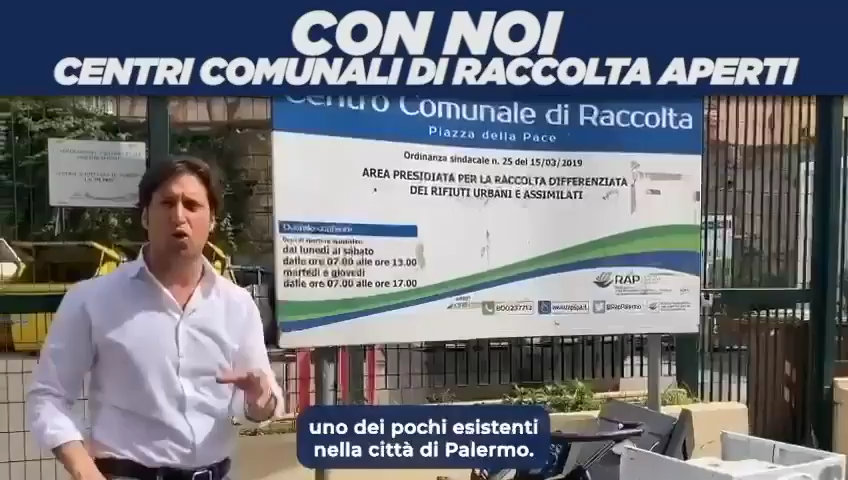 CON NOI
CENTRI COMUNALI DI RACCOLTA APERTI
Centro Comunale di Raccolta
Piazza della Pace
Ordinanza sindacale n. 25 del 15/03/2019
AREA PRESIDIATA PER LA RACCOLTA DIFFERENZIATA
DEI RIFIUTI URBANI E ASSIMILATI
dal lunedì al sabato
dalle ore 07.00 alle ore 13.00
martedì e giovedì
dalle ore 07.00 alle ore 17.00
RAP
800237713
@RapPalermo
uno dei pochi esistenti
nella città di Palermo.